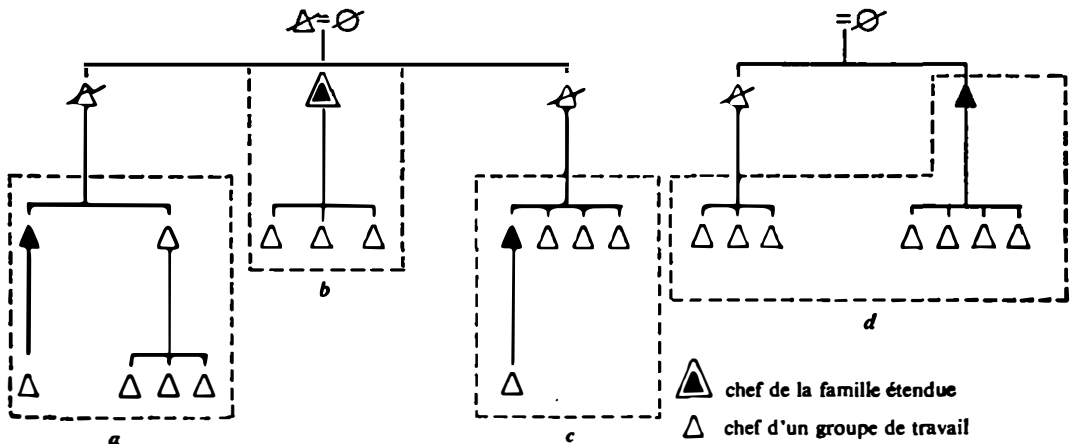 b
d
a
c
chef de la famille étendue
chef d'un groupe de travail